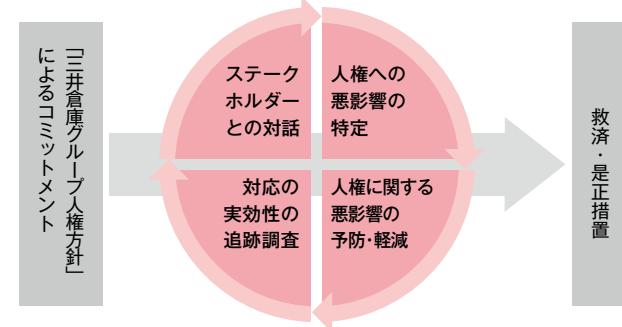 「三井倉庫グループ人権方針」
によるコミットメント
ステーク
ホルダー
との対話
人権への
悪影響の
特定
人権に関する
悪影響の
予防・軽減
対応の
実効性の
追跡調査
救済・是正措置